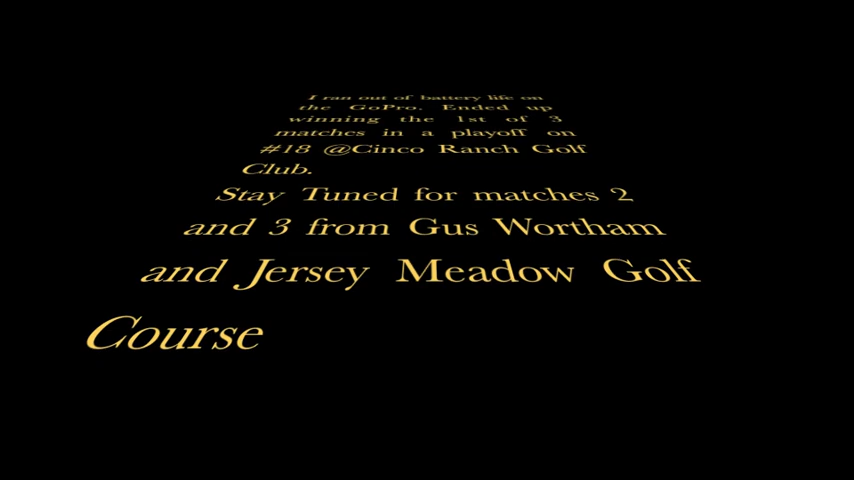 I ran out of battery life on
the GoPro. Ended up
winning the 1st of 3
matches in a playoff on
#18 @Cinco Ranch Golf
Club.
Stay Tuned for matches 2
and 3 from Gus Wortham
and Jersey Meadow Golf
Course